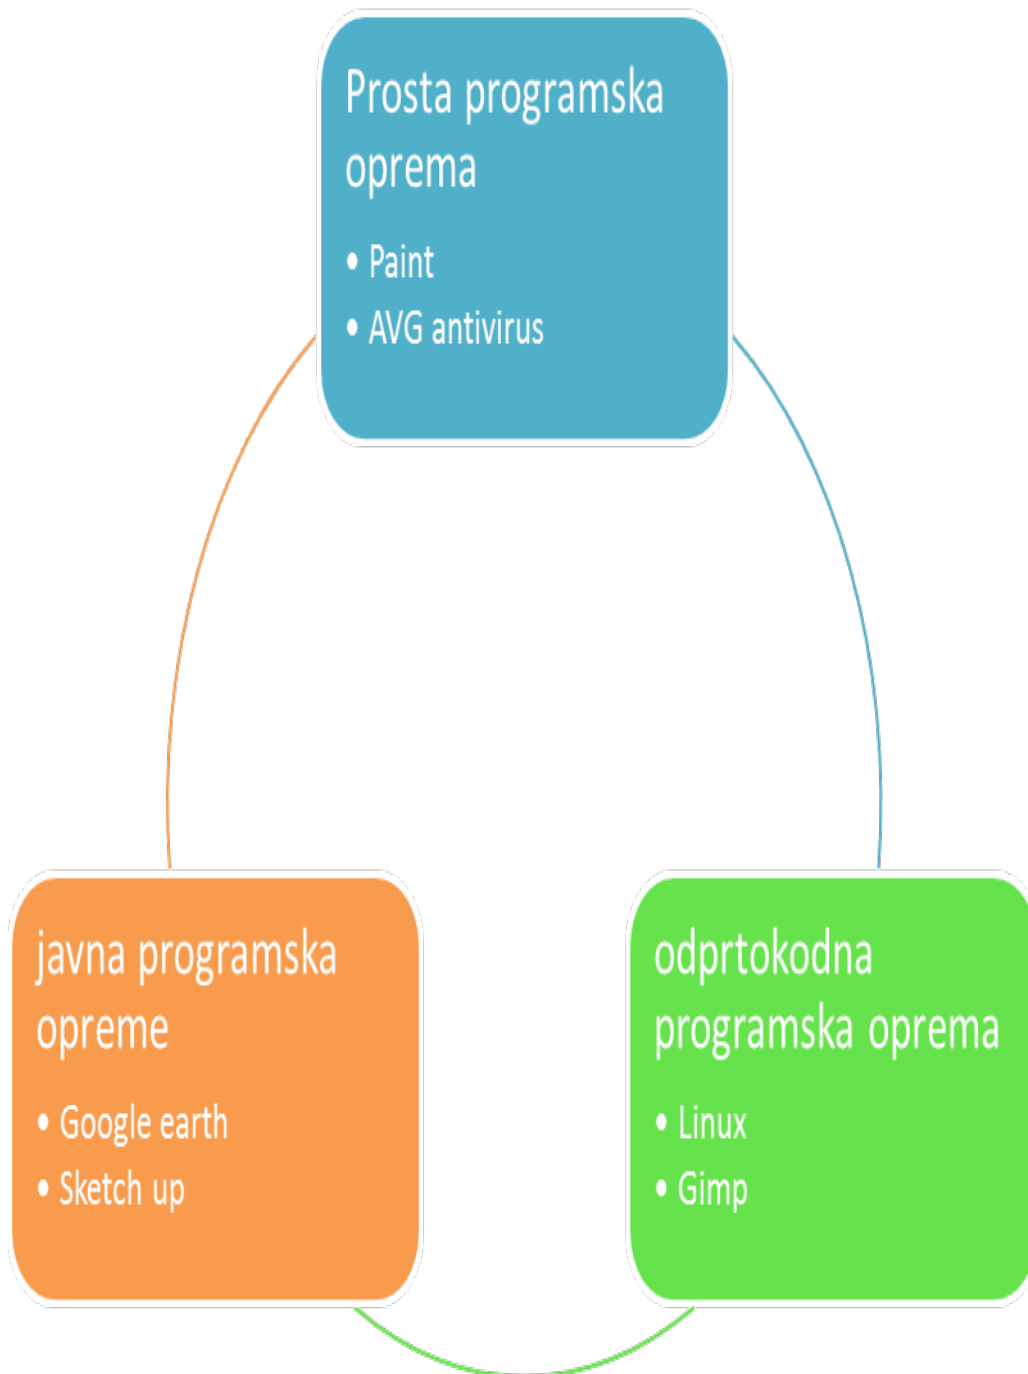 Prosta programska
oprema
• Paint
• AVG antivirus
javna programska
opreme
• Google earth
• Sketch up
odprtokodna
programska oprema
• Linux
• Gimp